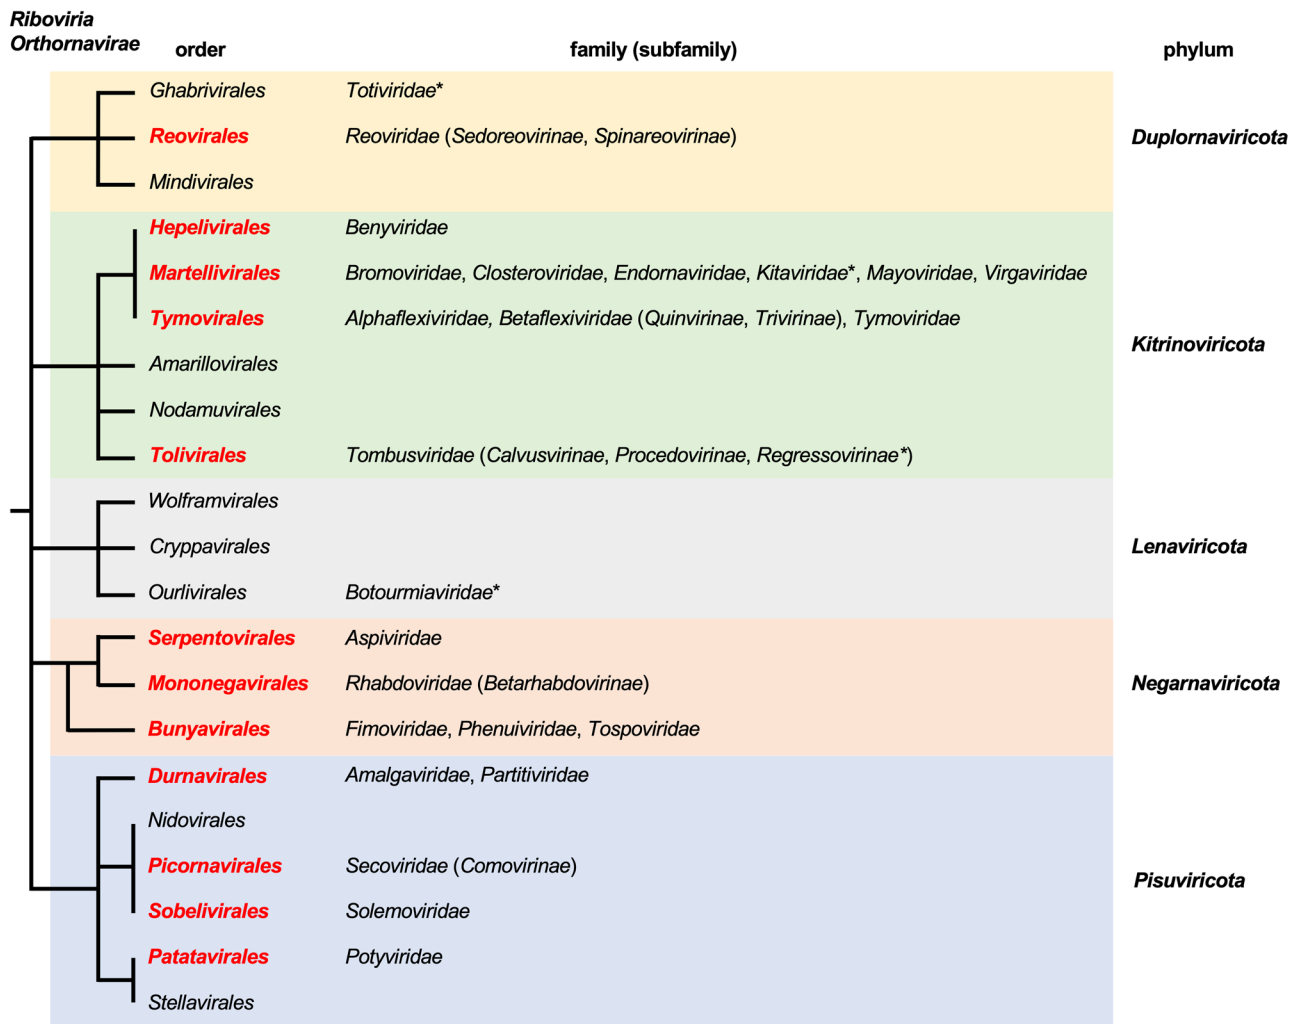 Riboviria
Orthornavirae
order family (subfamily) phylum
Ghabrivirales Totiviridae*
Reovirales Reoviridae (Sedoreovirinae, Spinareovirinae) Duplornaviricota
Mindivirales
Hepelivirales Benyviridae
Martellivirales Bromoviridae, Closteroviridae, Endornaviridae, Kitaviridae*, Mayoviridae, Virgaviridae
Tymovirales Alphaflexiviridae, Betaflexiviridae (Quinvirinae, Trivirinae), Tymoviridae
Kitrinoviricota
Amarillovirales
Nodamuvirales
Tolivirales Tombusviridae (Calvusvirinae, Procedovirinae, Regressovirinae*)
Wolframvirales
Cryppavirales Lenaviricota
Ourlivirales Botourmiaviridae*
Serpentovirales Aspiviridae
Mononegavirales Rhabdoviridae (Betarhabdovirinae) Negarnaviricota
Bunyavirales Fimoviridae, Phenuiviridae, Tospoviridae
Durnavirales Amalgaviridae, Partitiviridae
Nidovirales
Picornavirales Secoviridae (Comovirinae)
Pisuviricota
Sobelivirales Solemoviridae
Patatavirales Potyviridae
Stellavirales